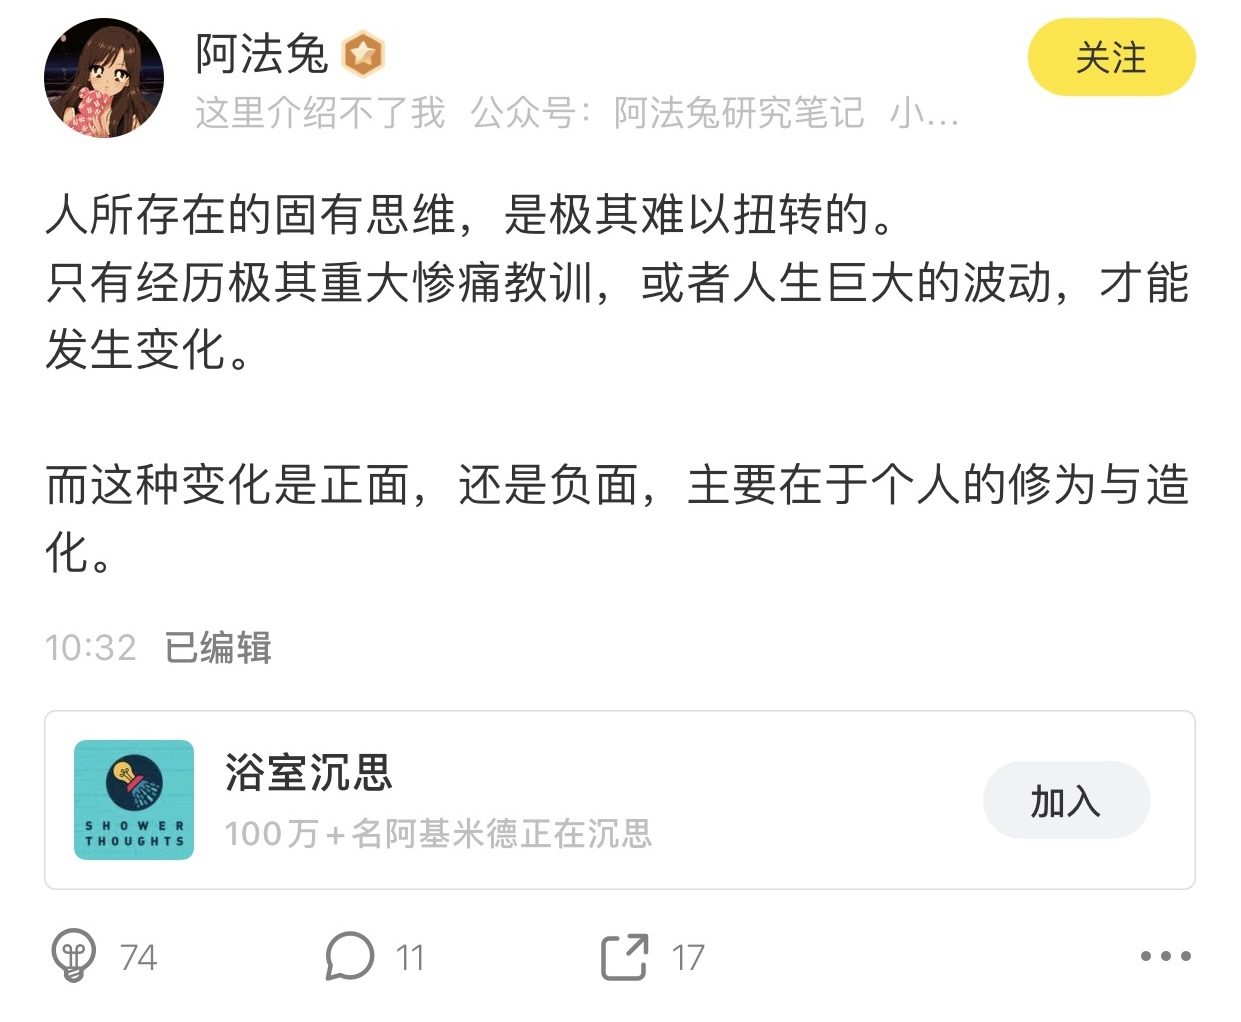 阿法兔
关注
这里介绍不了我 公众号：阿法兔研究笔记 小...
人所存在的固有思维，是极其难以扭转的。
只有经历极其重大惨痛教训，或者人生巨大的波动，才能
发生变化。
而这种变化是正面，还是负面，主要在于个人的修为与造
化。
10:32 已编辑
SHOWER
THOUGHTS
浴室沉思
100万+名阿基米德正在沉思
加入
74
11
17